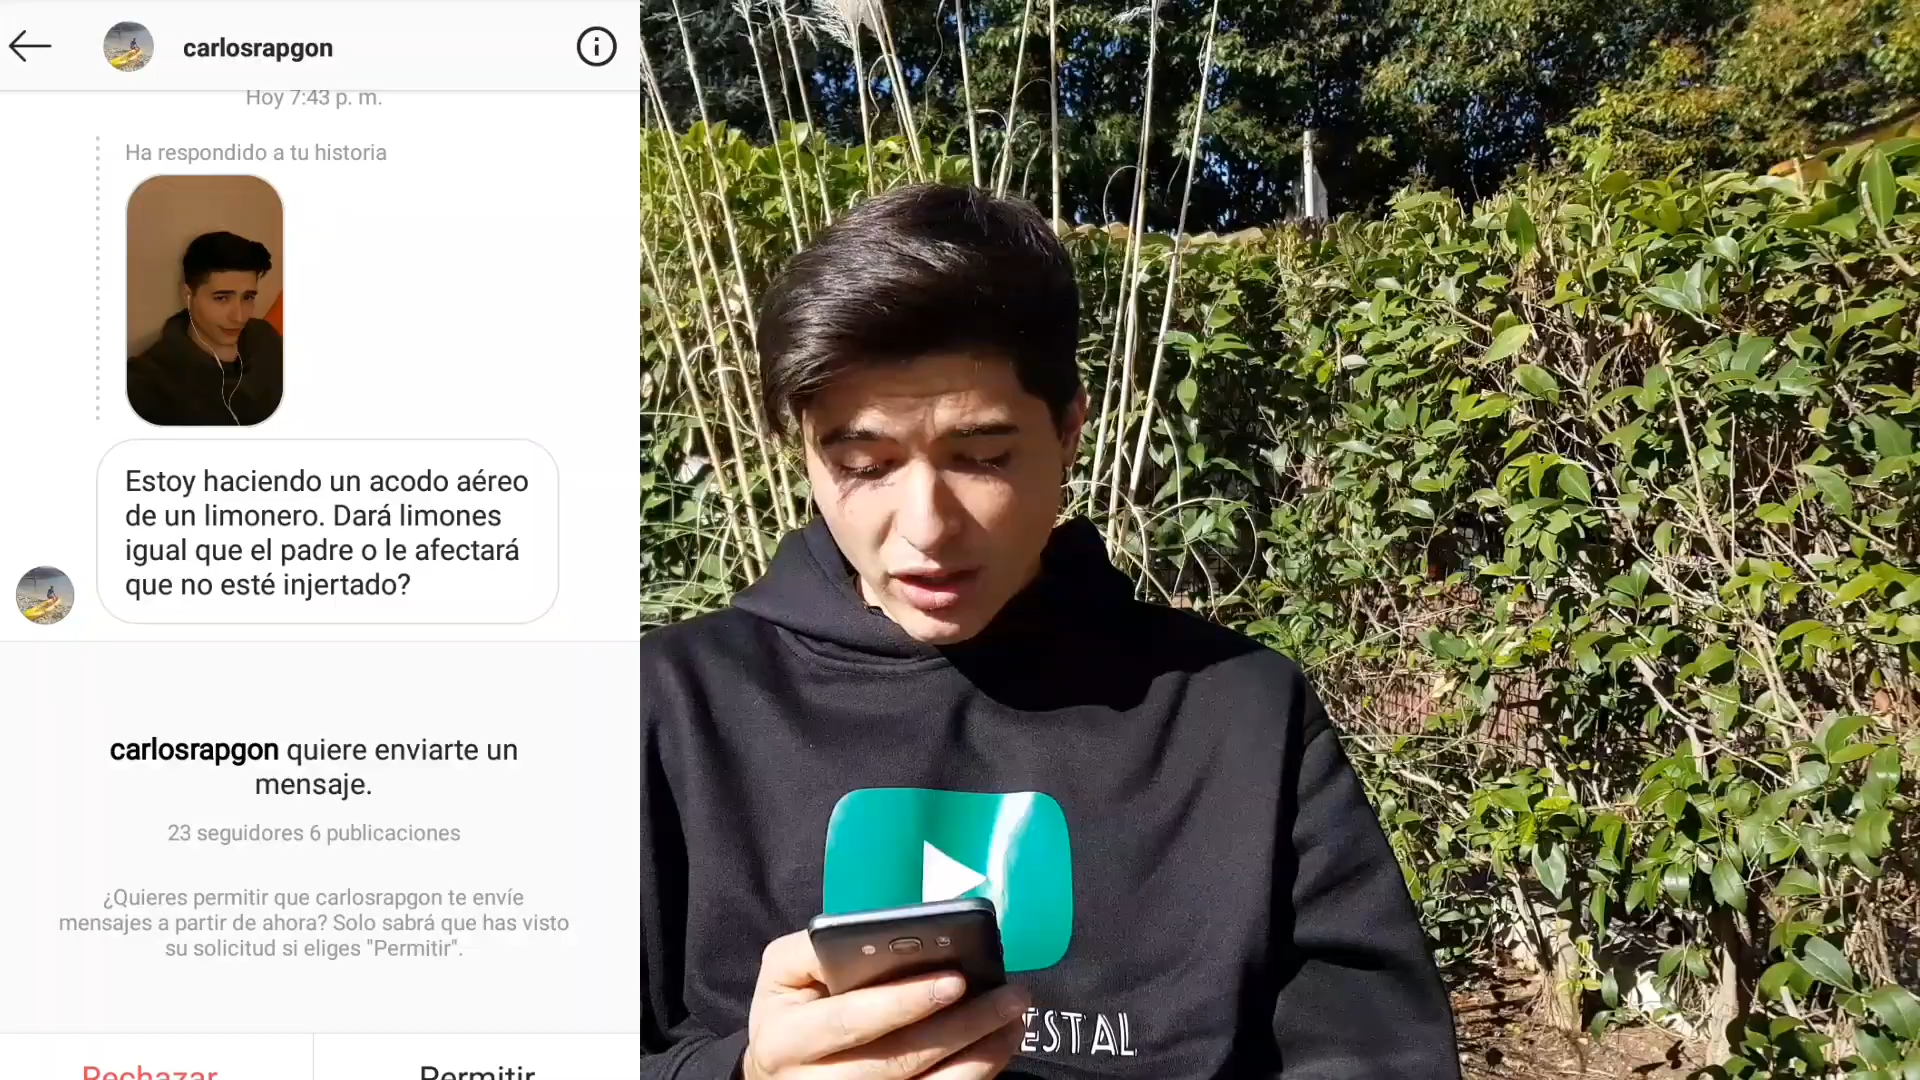 carlosrapgon
Hoy 7:43 p. m.
Ha respondido a tu historia
Estoy haciendo un acodo aéreo
de un limonero. Dará limones
igual que el padre o le afectará
que no esté injertado?
carlosrapgon quiere enviarte un
mensaje.
23 seguidores 6 publicaciones
¿Quieres permitir que carlosrapgon te envíe
mensajes a partir de ahora? Solo sabrá que has visto
su solicitud si eliges "Permitir".
Rechazar
Permitir
ESTAL